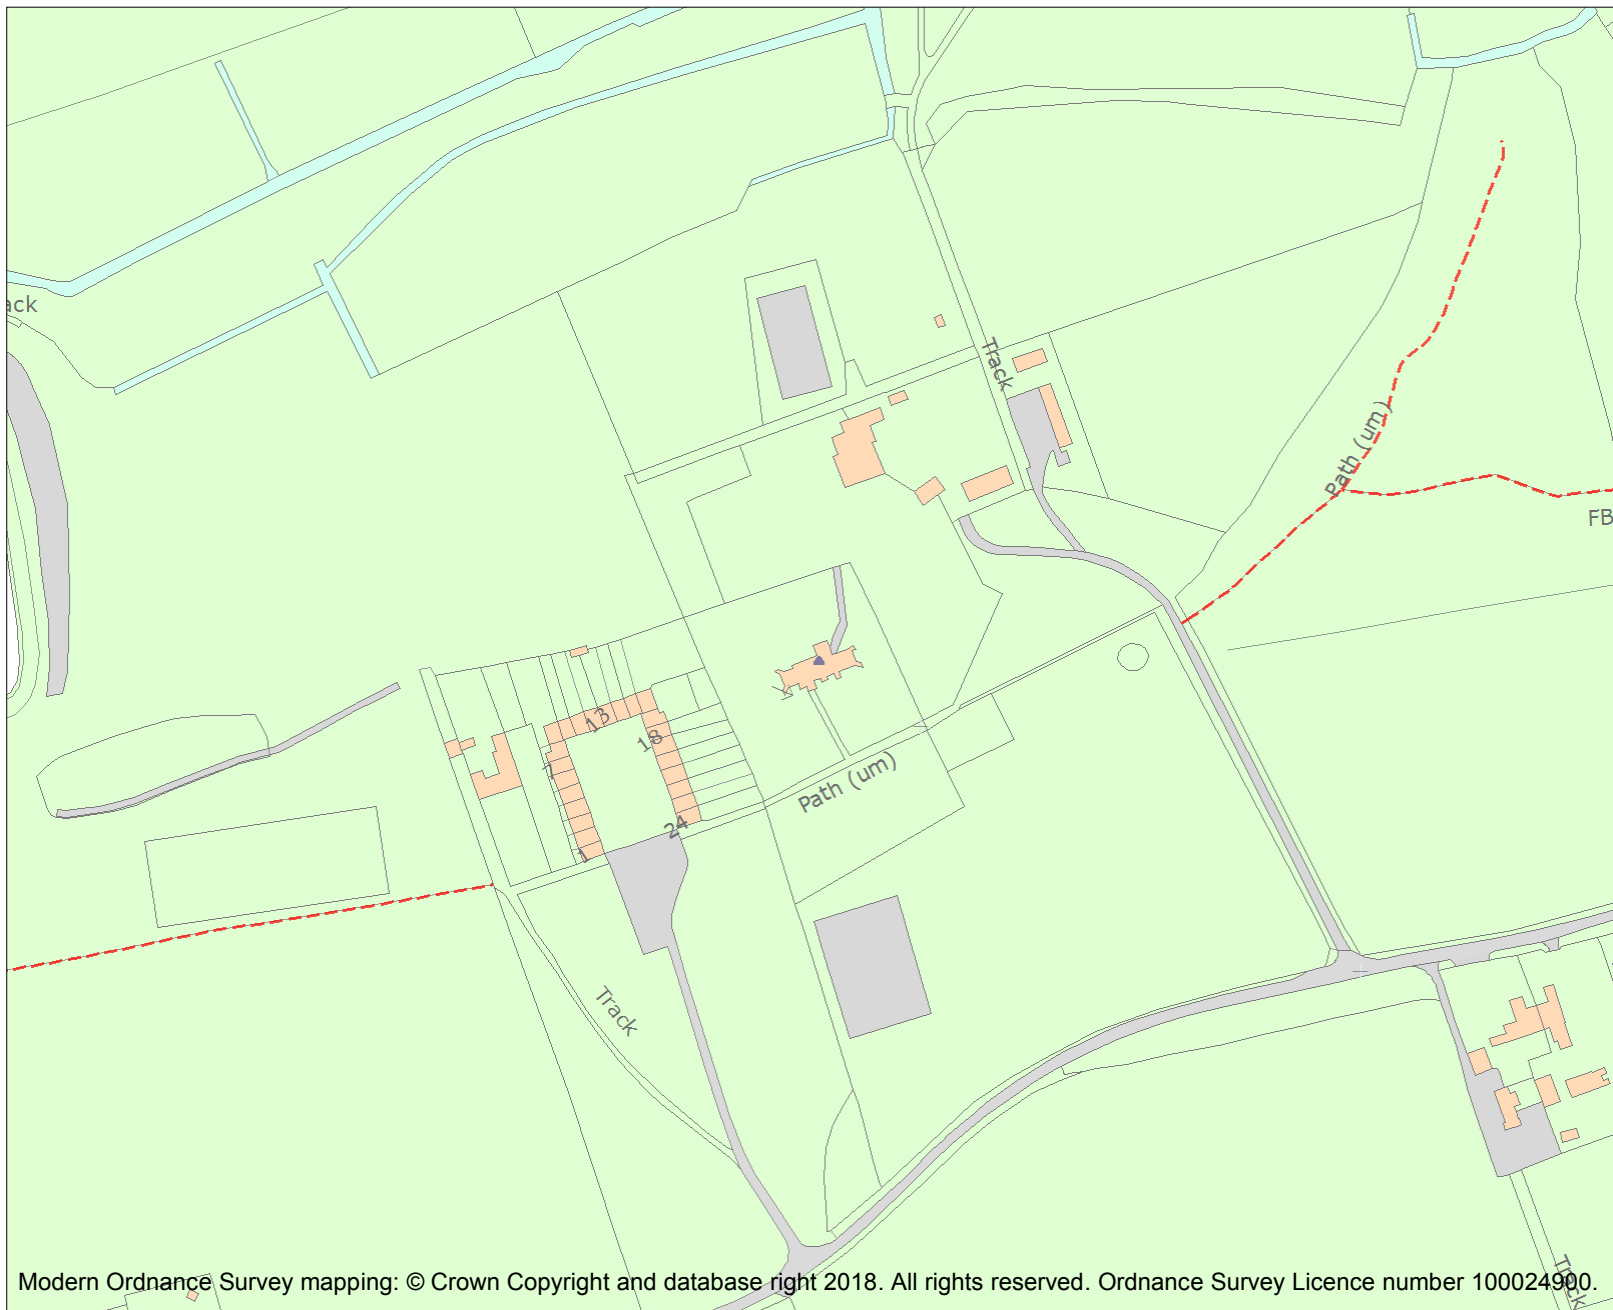 ack
Track
Path (um)
FB
13
18
7
Path (um)
24
1
Track
Track
Modern Ordnance Survey mapping: © Crown Copyright and database right 2018. All rights reserved. Ordnance Survey Licence number 100024900.